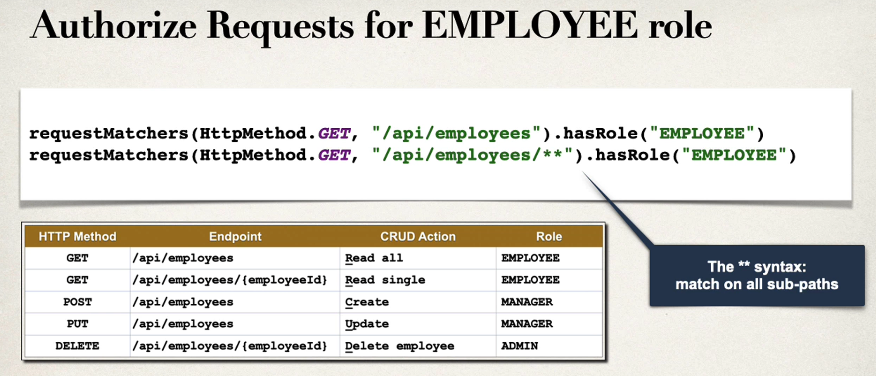 Authorize Requests for EMPLOYEE role
requestMatchers(HttpMethod.GET, "/api/employees").hasRole("EMPLOYEE")
requestMatchers(HttpMethod.GET, "/api/employees/**").hasRole("EMPLOYEE")
HTTP Method Endpoint CRUD Action Role
GET /api/employees Read all EMPLOYEE
GET /api/employees/{employeeId} Read single EMPLOYEE
POST /api/employees Create MANAGER
PUT /api/employees Update MANAGER
DELETE /api/employees/{employeeId} Delete employee ADMIN
The ** syntax:
match on all sub-paths